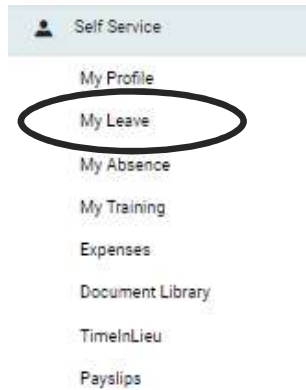 Self Service
My Profile
My Leave
My Absence
My Training
Expenses
Document Library
TimeInLieu
Payslips